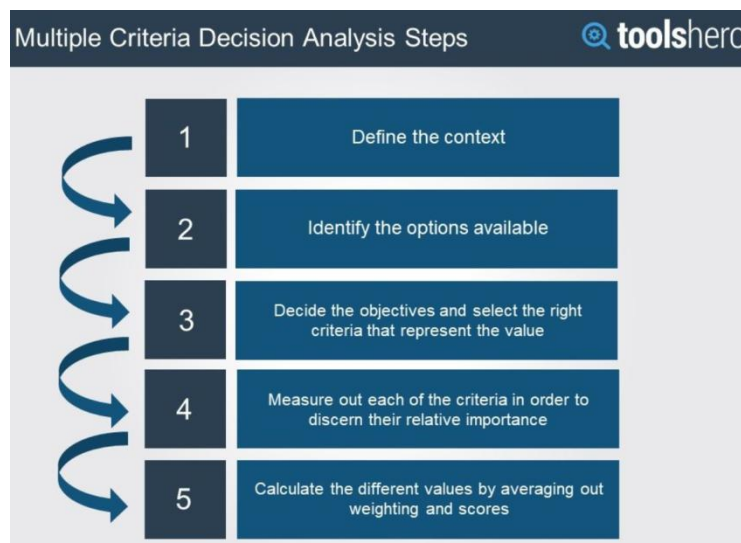 Multiple Criteria Decision Analysis Steps
toolshero
1
Define the context
2
Identify the options available
3
Decide the objectives and select the right
criteria that represent the value
4
Measure out each of the criteria in order to
discern their relative importance
5
Calculate the different values by averaging out
weighting and scores